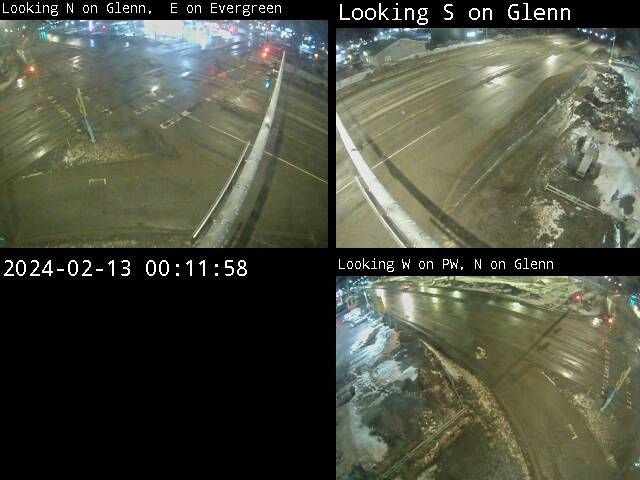 Looking N on Glenn,  E on Evergreen
Looking S on Glenn
2024-02-13 00:11:58
Looking W on PW, N on Glenn